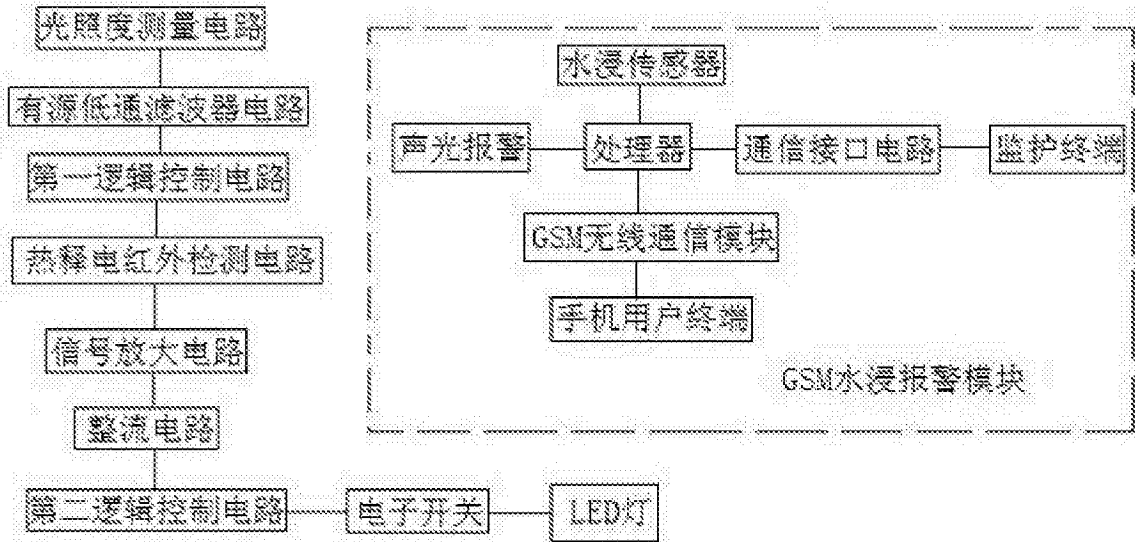 光照度测量电路
有源低通滤波器电路
第一逻辑控制电路
热释电红外检测电路
信号放大电路
整流电路
第二逻辑控制电路
电子开关
LED灯
水浸传感器
声光报警
处理器
通信接口电路
监护终端
GSM无线通信模块
手机用户终端
GSM水浸报警模块